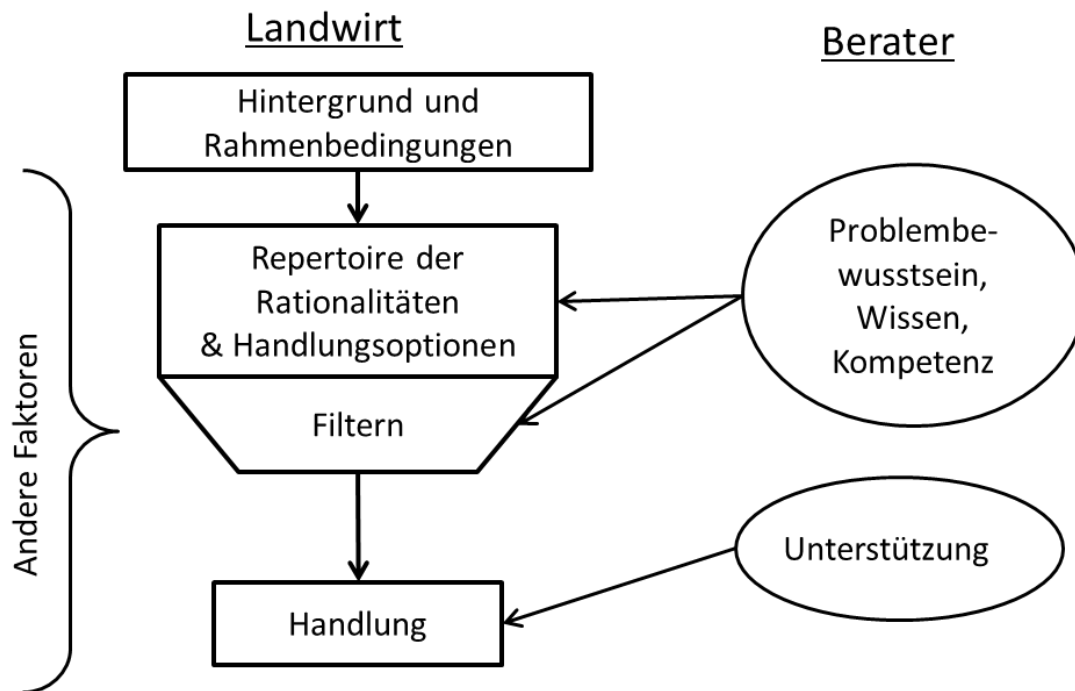 Landwirt
Berater
Hintergrund und
Rahmenbedingungen
Repertoire der
Rationalitäten
& Handlungsoptionen
Filtern
Handlung
Problembe-
wusstsein,
Wissen,
Kompetenz
Unterstützung
Andere Faktoren